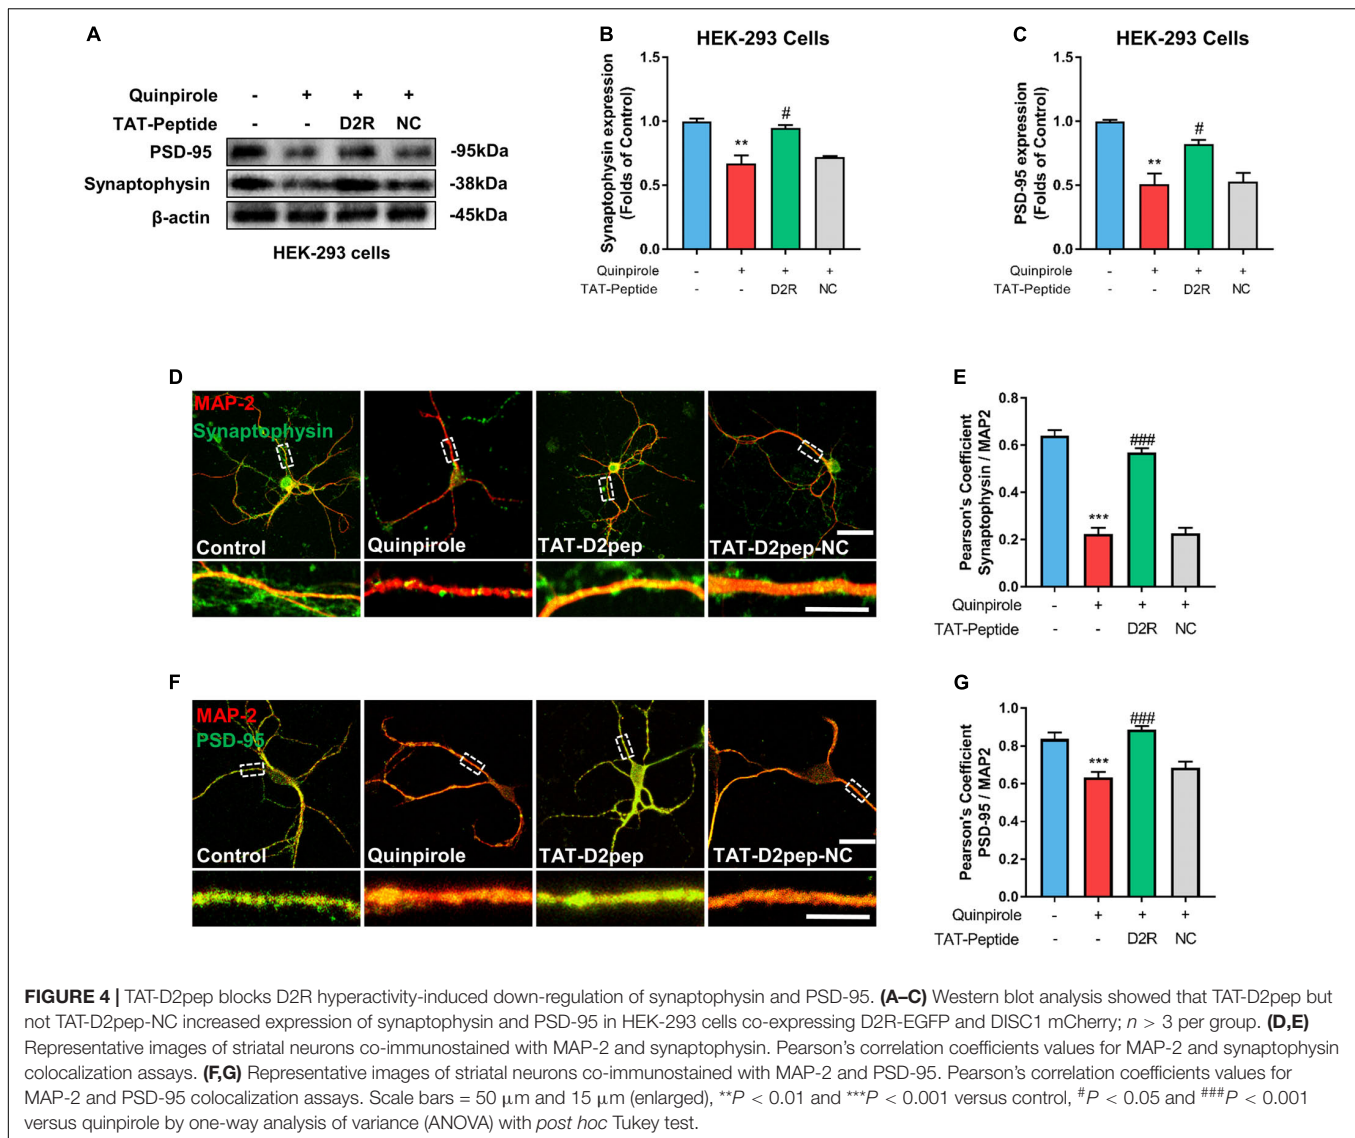 A
Quinpirole - + + +
TAT-Peptide - - D2R NC
PSD-95 -95kDa
Synaptophysin -38kDa
β-actin -45kDa
HEK-293 cells
B
HEK-293 Cells
Synaptophysin expression
(Folds of Control)
1.5
1.0
0.5
0.0
**
#
Quinpirole - + + +
TAT-Peptide - - D2R NC
C
HEK-293 Cells
PSD-95 expression
(Folds of Control)
1.5
1.0
0.5
0.0
**
#
Quinpirole - + + +
TAT-Peptide - - D2R NC
D
MAP-2
Synaptophysin
Control
Quinpirole
TAT-D2pep
TAT-D2pep-NC
E
Pearson's Coefficient
Synaptophysin / MAP2
0.8
0.6
0.4
0.2
0.0
***
###
Quinpirole - + + +
TAT-Peptide - - D2R NC
F
MAP-2
PSD-95
Control
Quinpirole
TAT-D2pep
TAT-D2pep-NC
G
Pearson's Coefficient
PSD-95 / MAP2
1.0
0.8
0.6
0.4
0.2
0.0
***
###
Quinpirole - + + +
TAT-Peptide - - D2R NC
FIGURE 4 | TAT-D2pep blocks D2R hyperactivity-induced down-regulation of synaptophysin and PSD-95. (A–C) Western blot analysis showed that TAT-D2pep but
not TAT-D2pep-NC increased expression of synaptophysin and PSD-95 in HEK-293 cells co-expressing D2R-EGFP and DISC1 mCherry; n > 3 per group. (D,E)
Representative images of striatal neurons co-immunostained with MAP-2 and synaptophysin. Pearson's correlation coefficients values for MAP-2 and synaptophysin
colocalization assays. (F,G) Representative images of striatal neurons co-immunostained with MAP-2 and PSD-95. Pearson's correlation coefficients values for
MAP-2 and PSD-95 colocalization assays. Scale bars = 50 μm and 15 μm (enlarged), **P < 0.01 and ***P < 0.001 versus control, #P < 0.05 and ###P < 0.001
versus quinpirole by one-way analysis of variance (ANOVA) with post hoc Tukey test.